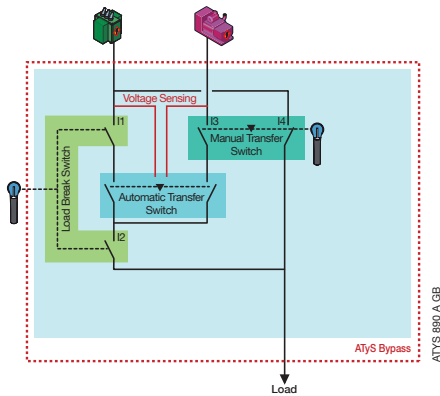 Voltage Sensing
I1
I3
I4
Manual Transfer
Switch
Load Break Switch
Automatic Transfer
Switch
I2
ATyS Bypass
ATYS 890 A GB
Load